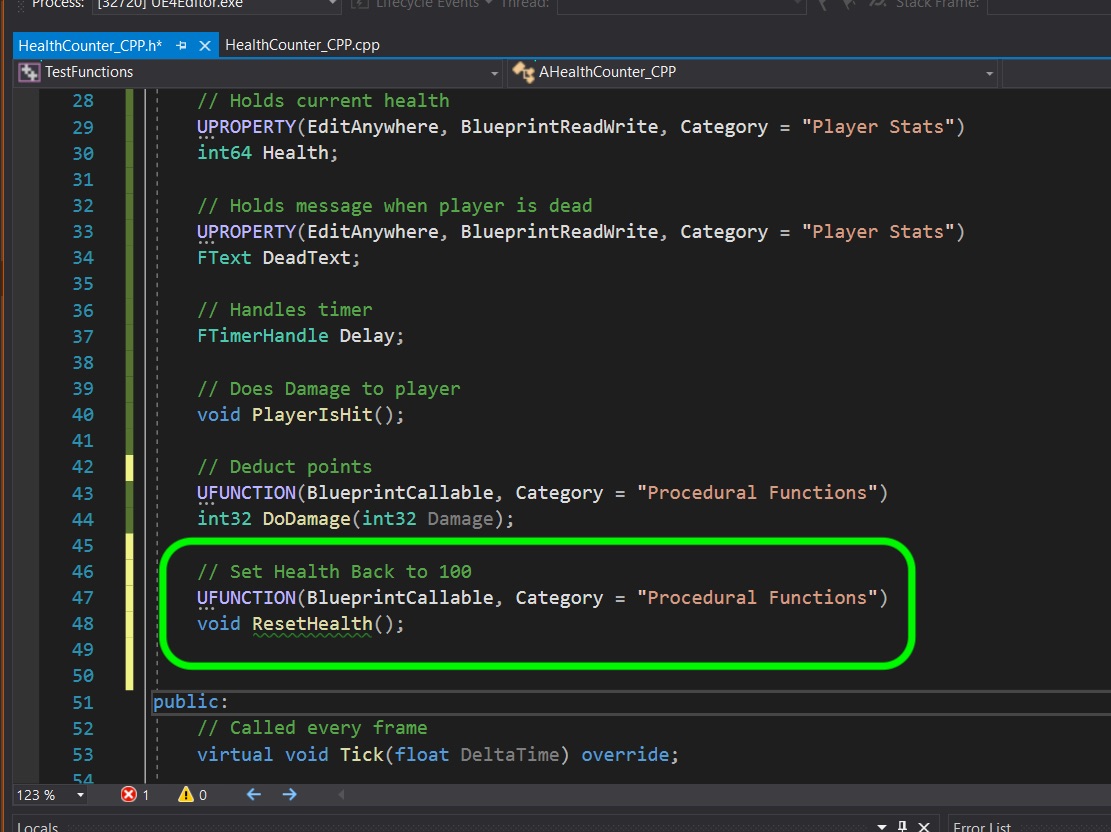 Process: [32720] UE4Editor.exe Lifecycle Events Thread: Stack Frame:
HealthCounter_CPP.h* HealthCounter_CPP.cpp
TestFunctions AHealthCounter_CPP
28 // Holds current health
29 UPROPERTY(EditAnywhere, BlueprintReadWrite, Category = "Player Stats")
30 int64 Health;
31
32 // Holds message when player is dead
33 UPROPERTY(EditAnywhere, BlueprintReadWrite, Category = "Player Stats")
34 FText DeadText;
35
36 // Handles timer
37 FTimerHandle Delay;
38
39 // Does Damage to player
40 void PlayerIsHit();
41
42 // Deduct points
43 UFUNCTION(BlueprintCallable, Category = "Procedural Functions")
44 int32 DoDamage(int32 Damage);
45
46 // Set Health Back to 100
47 UFUNCTION(BlueprintCallable, Category = "Procedural Functions")
48 void ResetHealth();
49
50
51 public:
52 // Called every frame
53 virtual void Tick(float DeltaTime) override;
54
123 % 1 0
Locals Error List